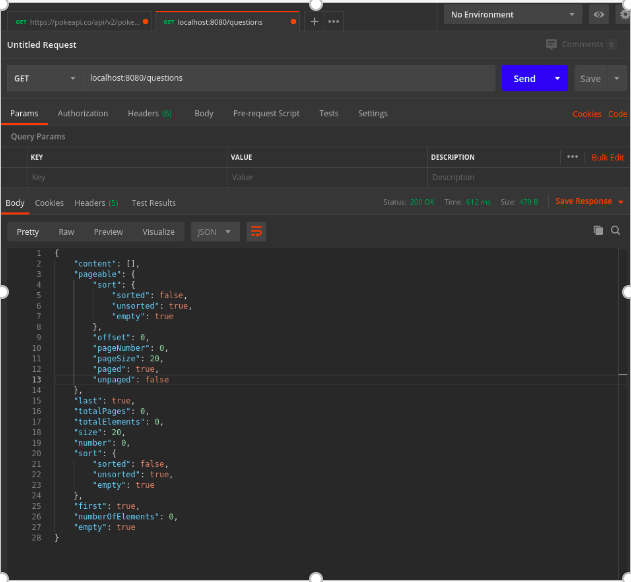 GET https://pokeapi.co/api/v2/poke... GET localhost:8080/questions + ••• No Environment
Untitled Request Comments 0
GET localhost:8080/questions Send Save
Params Authorization Headers (6) Body Pre-request Script Tests Settings Cookies Code
Query Params
KEY VALUE DESCRIPTION ••• Bulk Edit
Key Value Description
Body Cookies Headers (5) Test Results Status: 200 OK Time: 612 ms Size: 479 B Save Response
Pretty Raw Preview Visualize JSON
1 {
2 "content": [],
3 "pageable": {
4 "sort": {
5 "sorted": false,
6 "unsorted": true,
7 "empty": true
8 },
9 "offset": 0,
10 "pageNumber": 0,
11 "pageSize": 20,
12 "paged": true,
13 "unpaged": false
14 },
15 "last": true,
16 "totalPages": 0,
17 "totalElements": 0,
18 "size": 20,
19 "number": 0,
20 "sort": {
21 "sorted": false,
22 "unsorted": true,
23 "empty": true
24 },
25 "first": true,
26 "numberOfElements": 0,
27 "empty": true
28 }